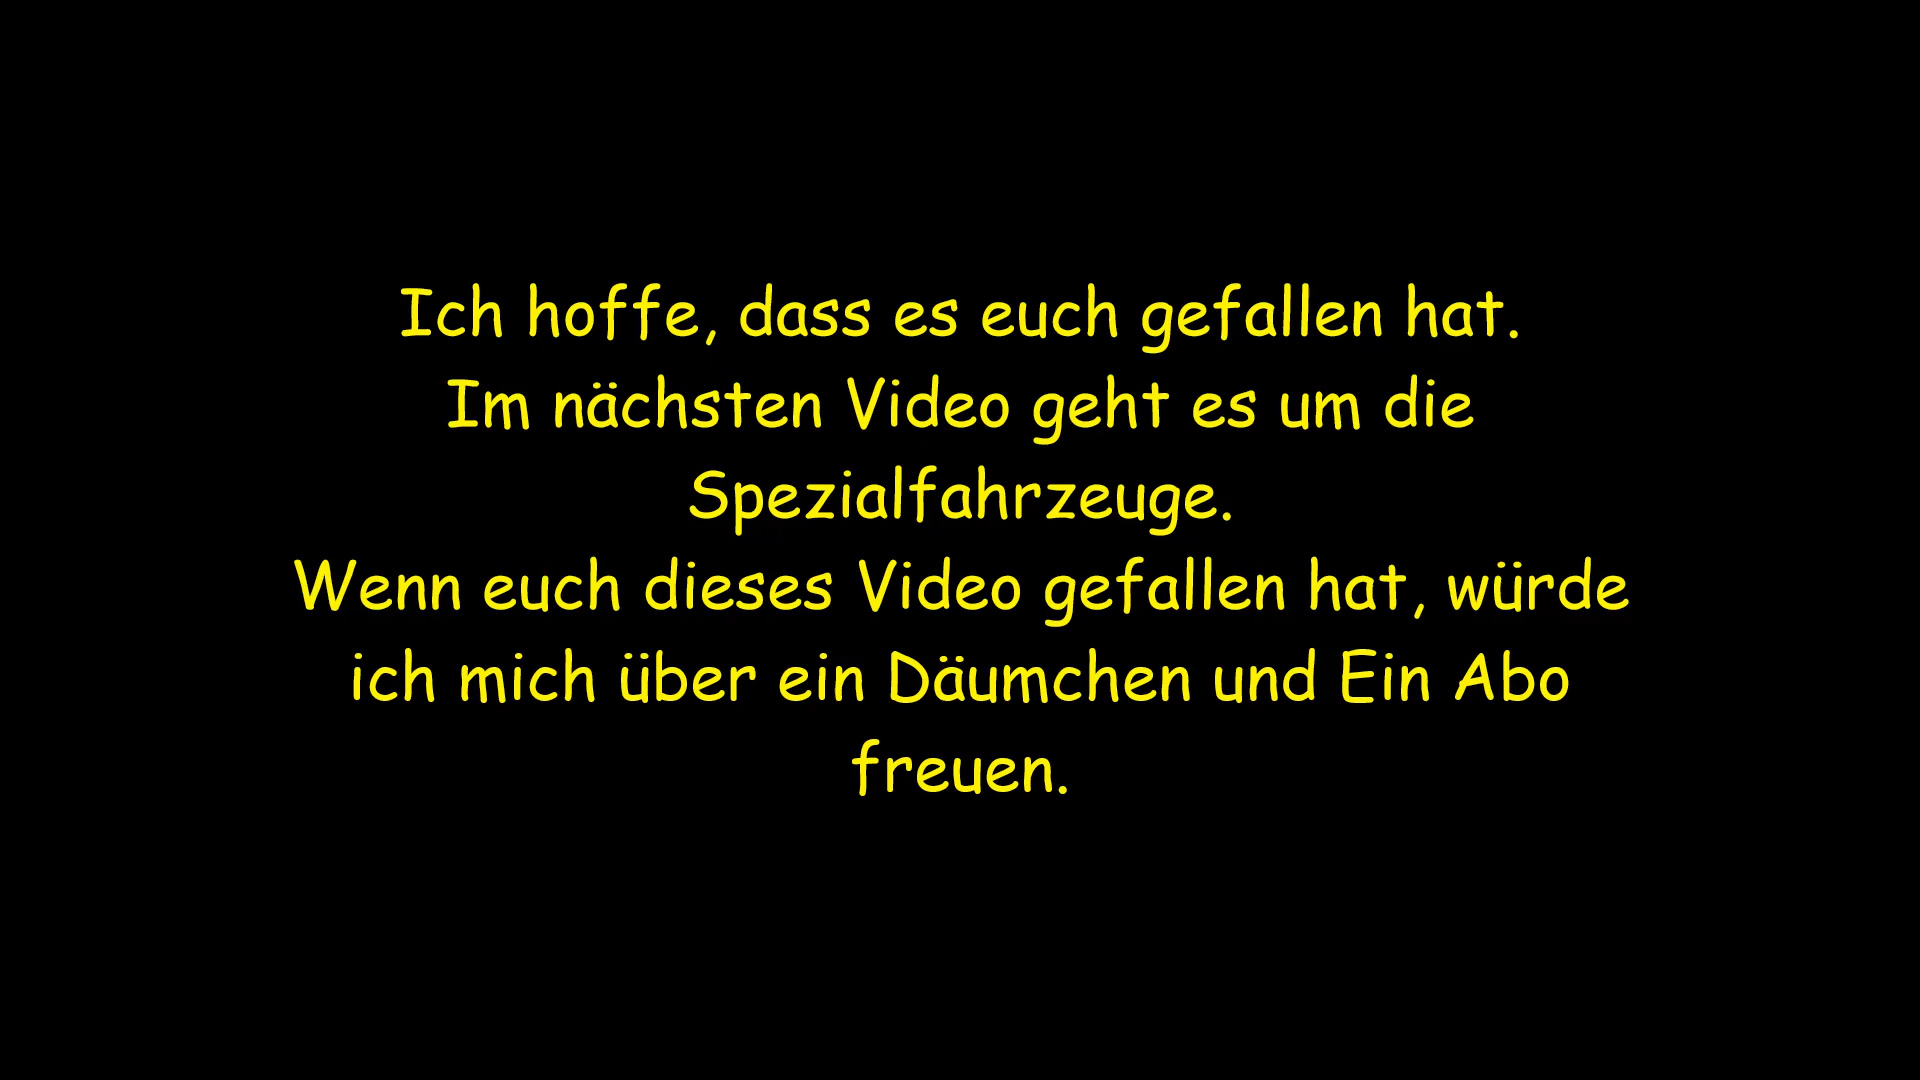 Ich hoffe, dass es euch gefallen hat.
Im nächsten Video geht es um die
Spezialfahrzeuge.
Wenn euch dieses Video gefallen hat, würde
ich mich über ein Däumchen und Ein Abo
freuen.